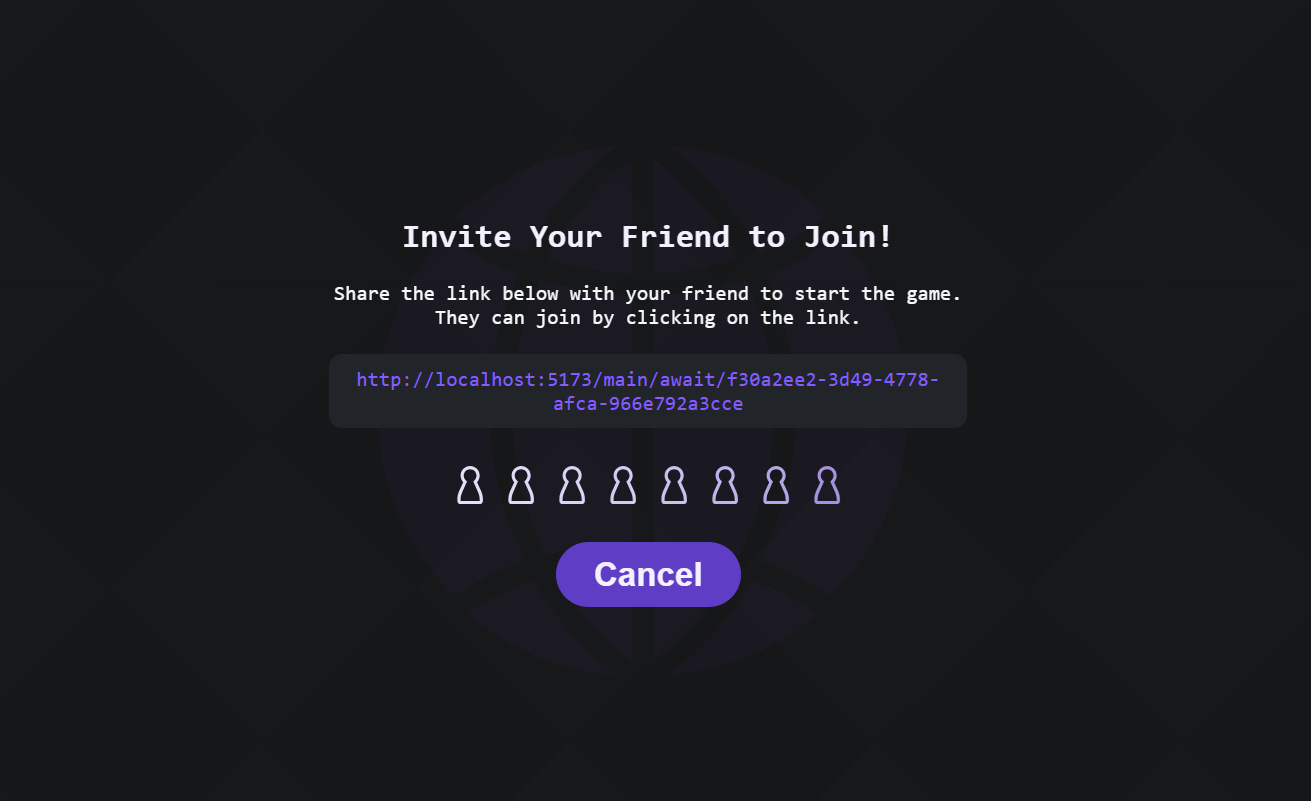 Invite Your Friend to Join!
Share the link below with your friend to start the game.
They can join by clicking on the link.
http://localhost:5173/main/await/f30a2ee2-3d49-4778-
afca-966e792a3cce
Cancel